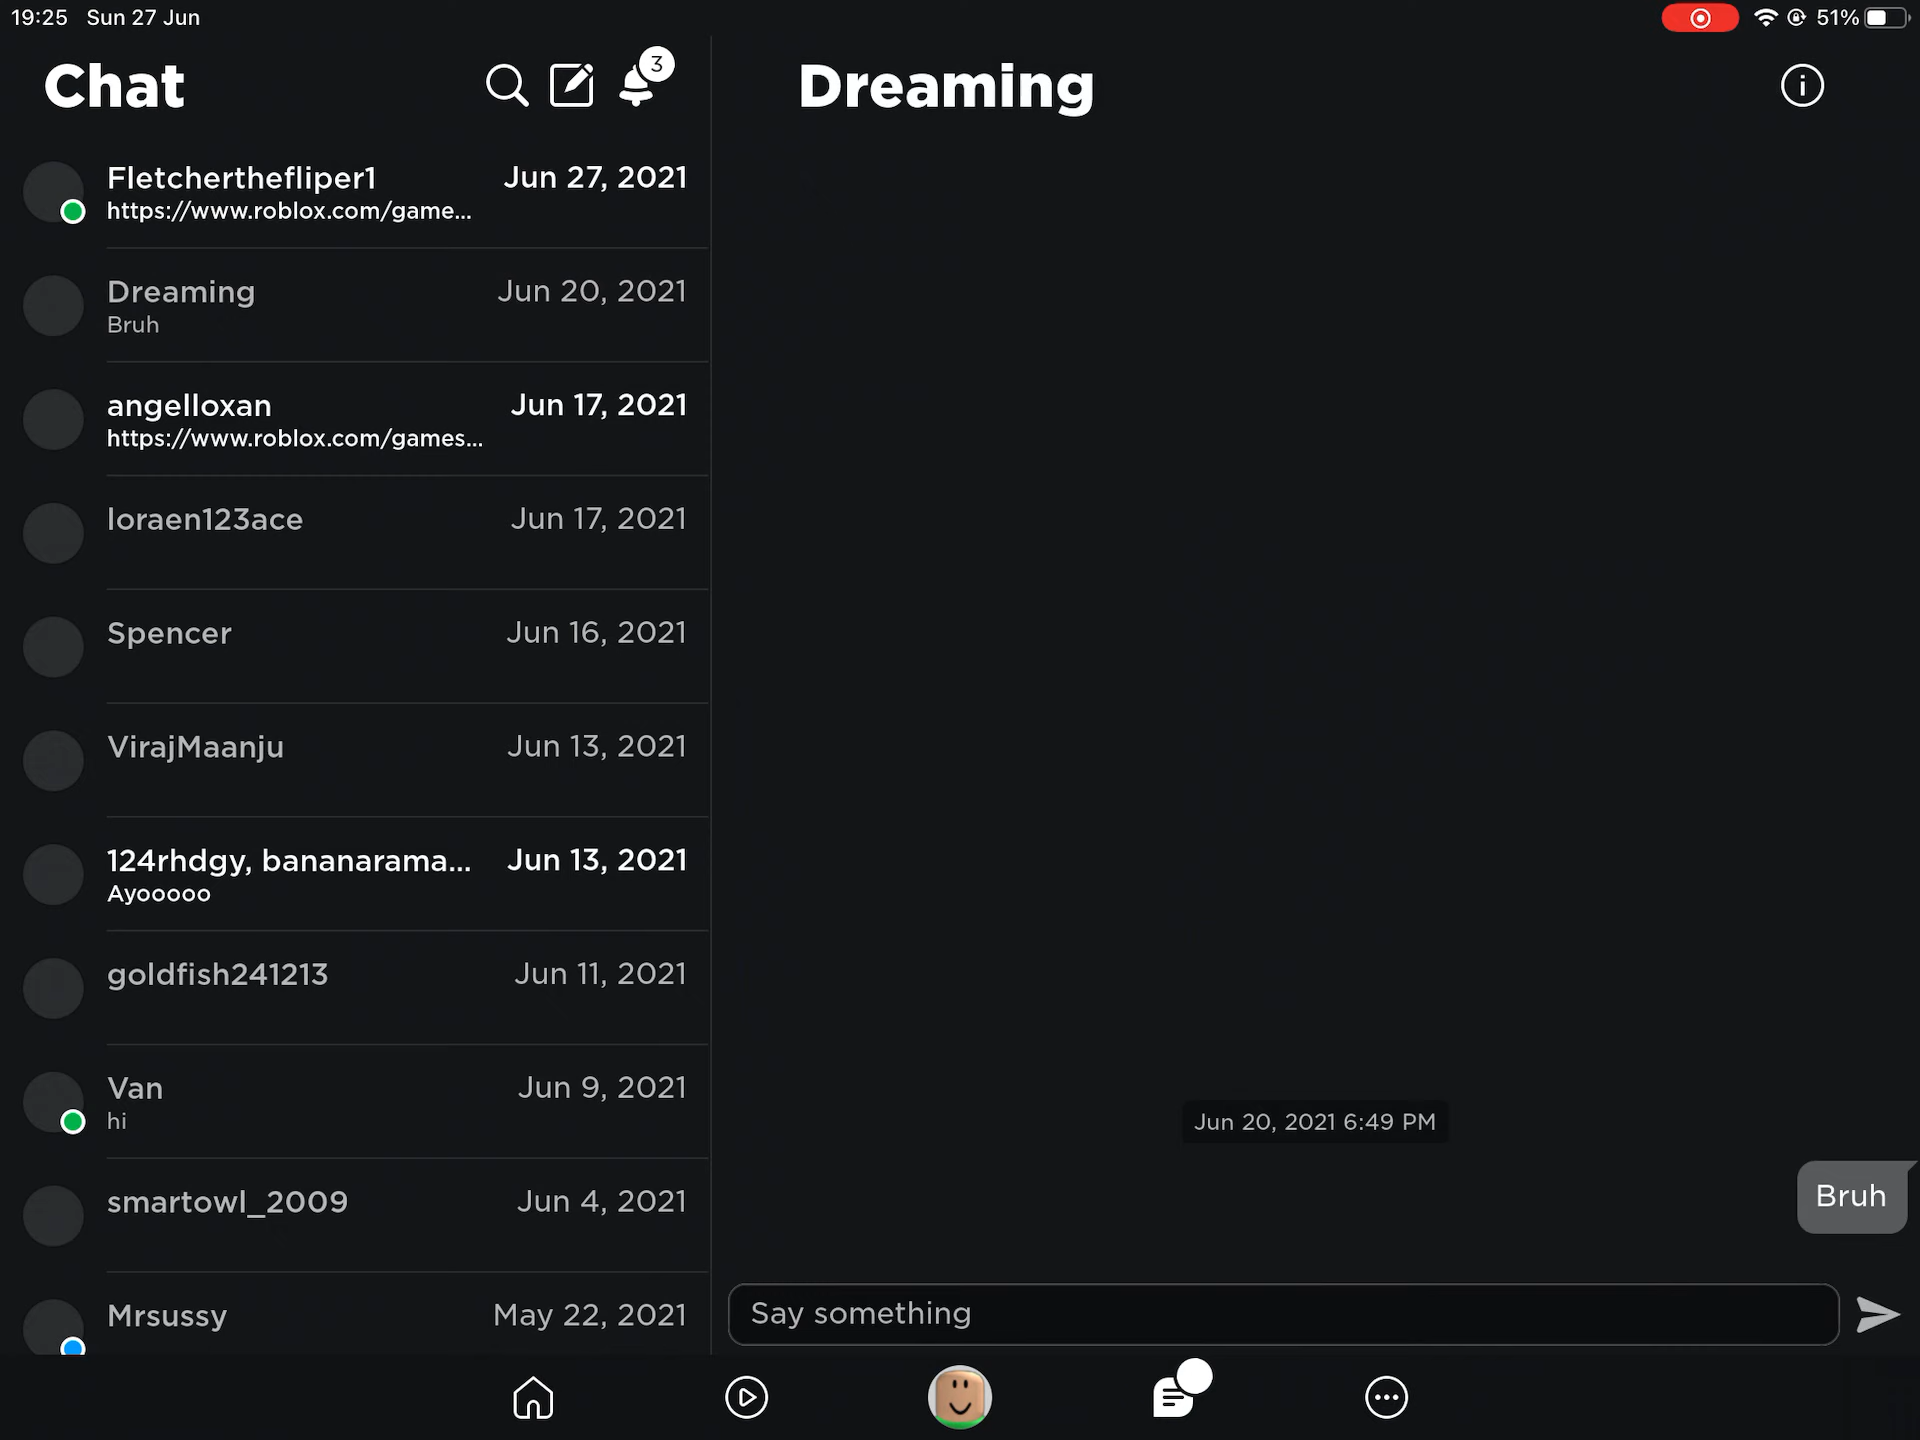 19:25 Sun 27 Jun
51%
Chat
3
Fletcherthefliper1 Jun 27, 2021
https://www.roblox.com/game...
Dreaming Jun 20, 2021
Bruh
angelloxan Jun 17, 2021
https://www.roblox.com/games...
loraen123ace Jun 17, 2021
Spencer Jun 16, 2021
VirajMaanju Jun 13, 2021
124rhdgy, bananarama... Jun 13, 2021
Ayooooo
goldfish241213 Jun 11, 2021
Van Jun 9, 2021
hi
smartowl_2009 Jun 4, 2021
Mrsussy May 22, 2021
Dreaming
Jun 20, 2021 6:49 PM
Bruh
Say something